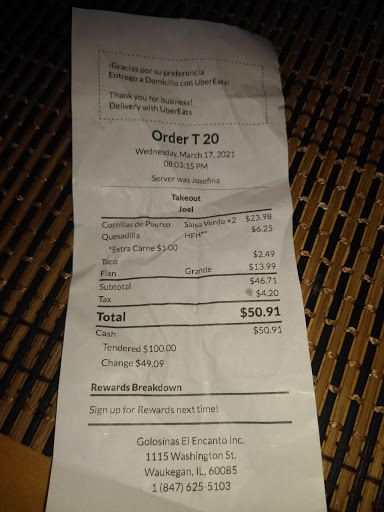 ¡Gracias por su preferencia
Entrego a Domicilio con UberEats!
Thank you for business!
Delivery with UberEats
Order T 20
Wednesday, March 17, 2021
08:03:15 PM
Server was Josefina
Takeout
Joel
Costillas de Puerco Salsa Verde ×2 $23.98
Quesadilla HFH** $6.25
*Extra Carne $1.00
Taco $2.49
Flan Grande $13.99
Subtotal $46.71
Tax $4.20
Total $50.91
Cash $50.91
Tendered $100.00
Change $49.09
Rewards Breakdown
Sign up for Rewards next time!
Golosinas El Encanto Inc.
1115 Washington St.
Waukegan, IL, 60085
1 (847) 625-5103